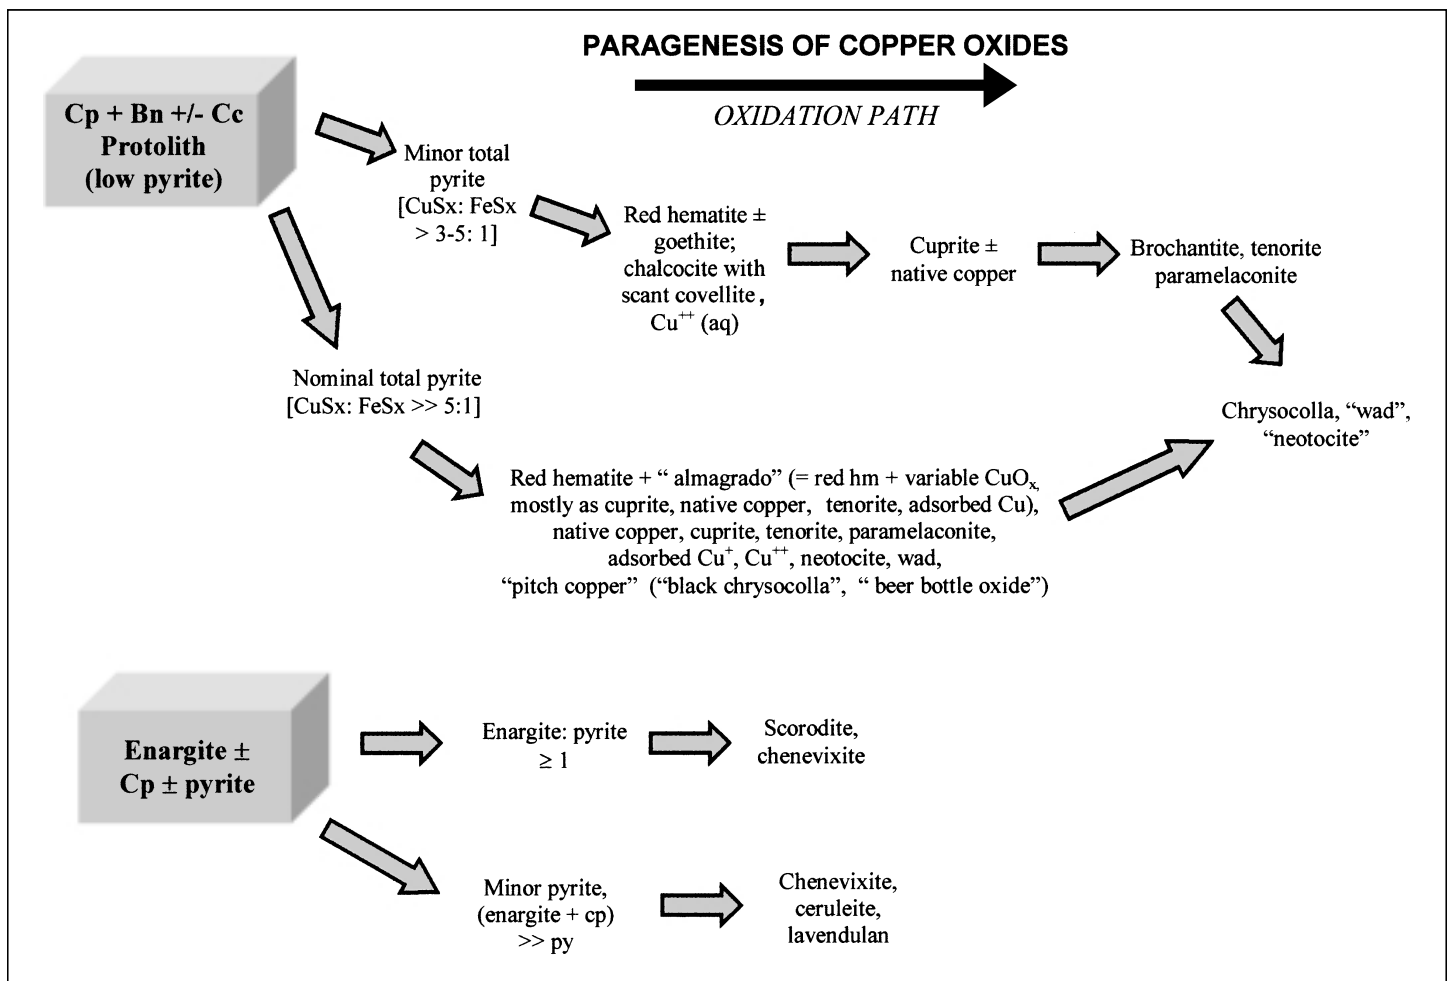 PARAGENESIS OF COPPER OXIDES
OXIDATION PATH
Cp + Bn +/- Cc
Protolith
(low pyrite)
Minor total
pyrite
[CuSx: FeSx
> 3-5: 1]
Red hematite ±
goethite;
chalcocite with
scant covellite,
Cu⁺⁺ (aq)
Cuprite ±
native copper
Brochantite, tenorite
paramelaconite
Nominal total pyrite
[CuSx: FeSx >> 5:1]
Chrysocolla, “wad”,
“neotocite”
Red hematite + “ almagrado” (= red hm + variable CuOₓ,
mostly as cuprite, native copper, tenorite, adsorbed Cu),
native copper, cuprite, tenorite, paramelaconite,
adsorbed Cu⁺, Cu⁺⁺, neotocite, wad,
“pitch copper” (“black chrysocolla”, “ beer bottle oxide”)
Enargite ±
Cp ± pyrite
Enargite: pyrite
≥ 1
Scorodite,
chenevixite
Minor pyrite,
(enargite + cp)
>> py
Chenevixite,
ceruleite,
lavendulan